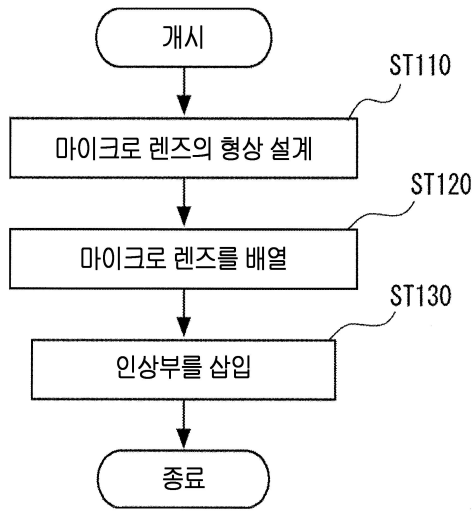 개시
ST110
마이크로 렌즈의 형상 설계
ST120
마이크로 렌즈를 배열
ST130
인상부를 삽입
종료